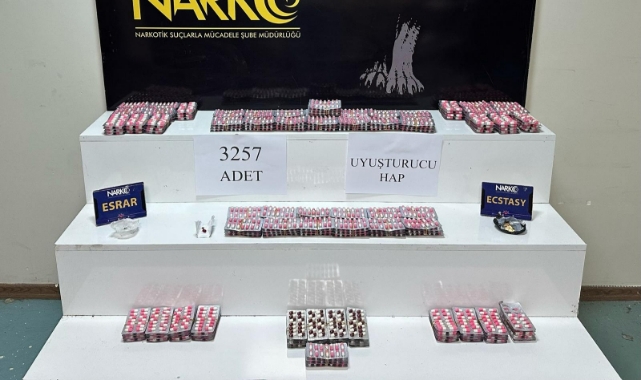 NARKO
NARKOTİK SUÇLARLA MÜCADELE ŞUBE MÜDÜRLÜĞÜ
3257
ADET
UYUŞTURUCU
HAP
NARKO
ESRAR
NARKO
ECSTASY